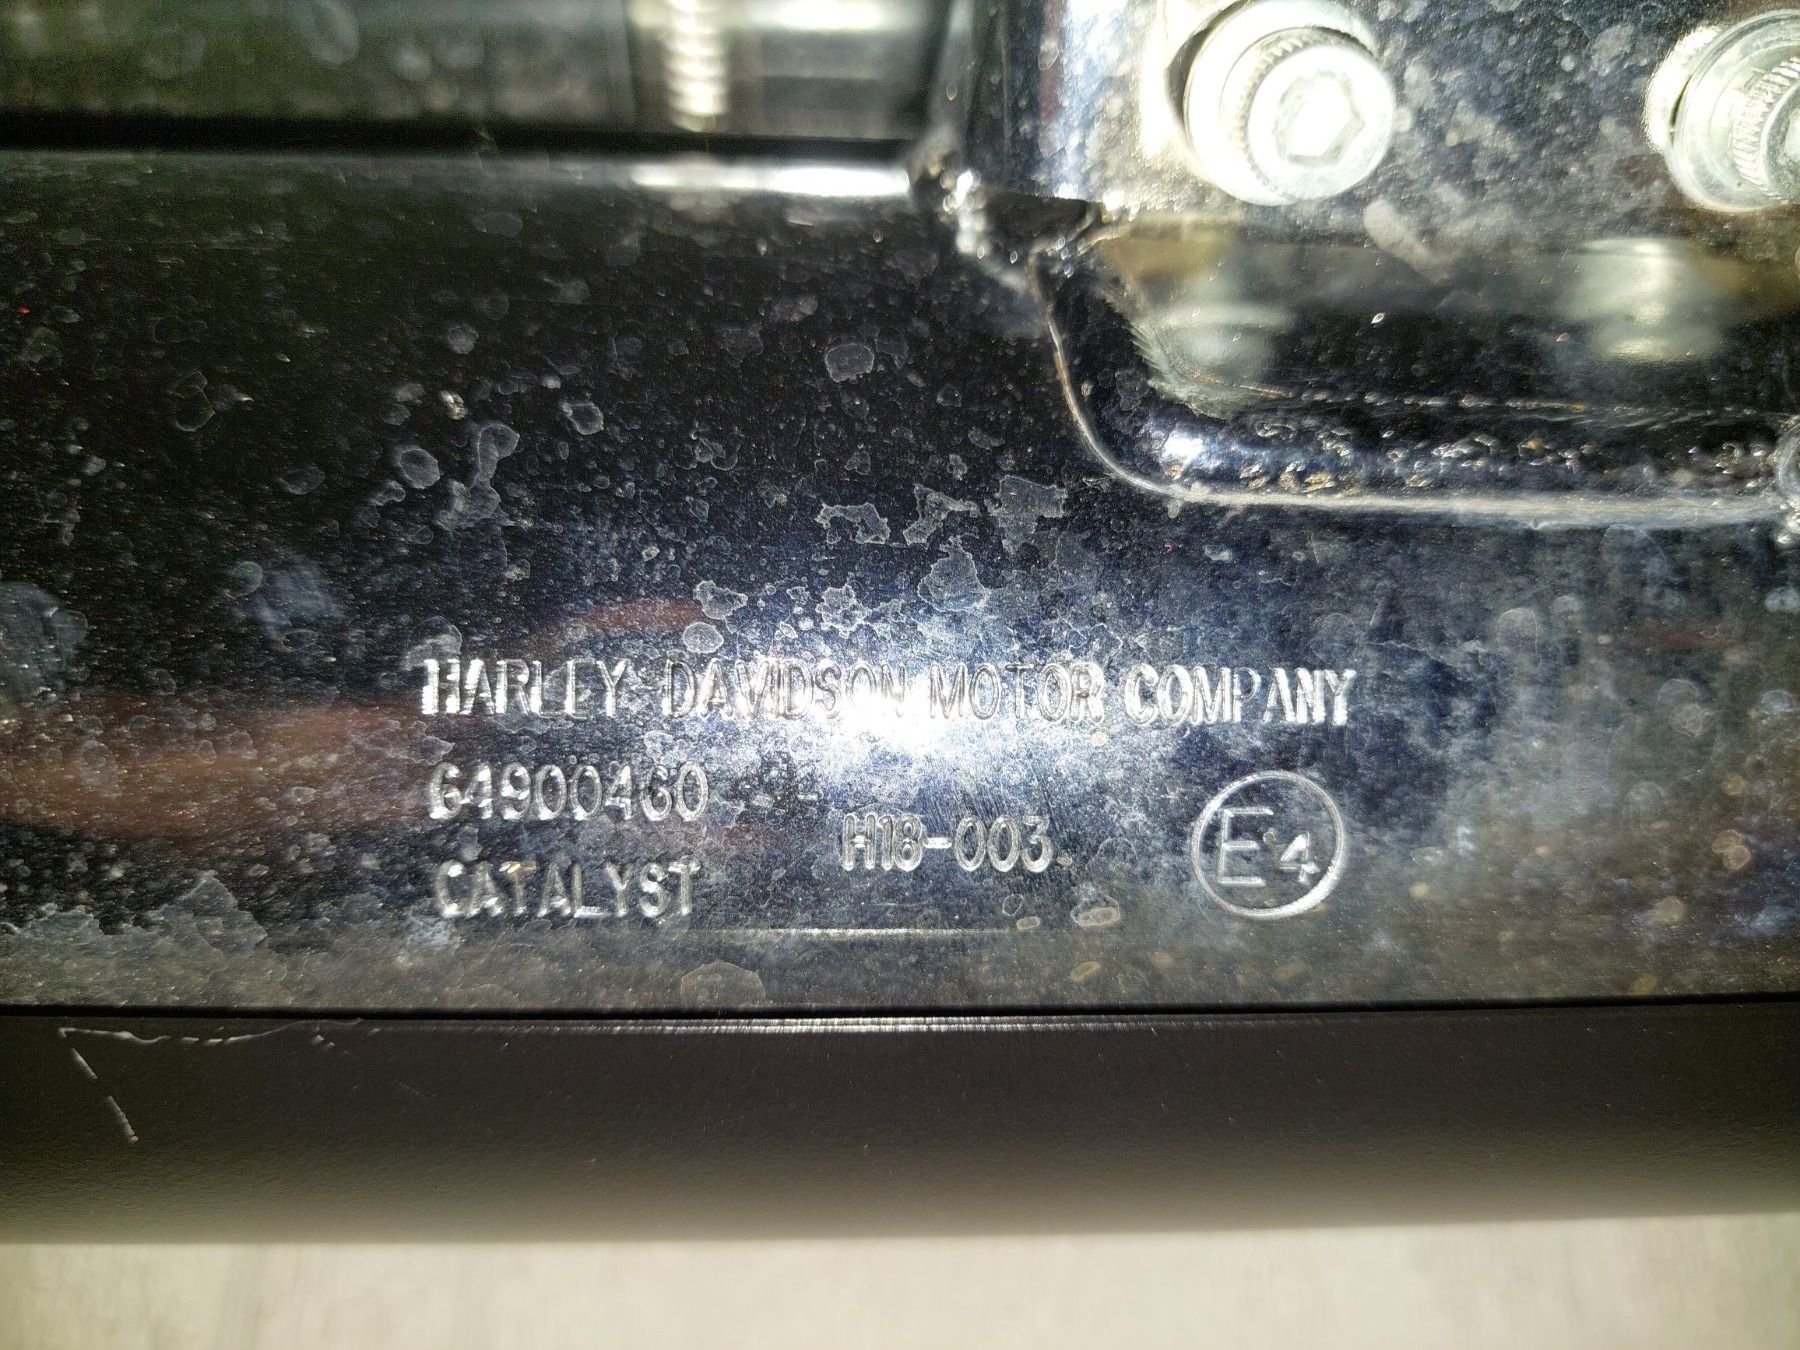 HARLEY-DAVIDSON MOTOR COMPANY
64900460
H18-003
E4
CATALYST